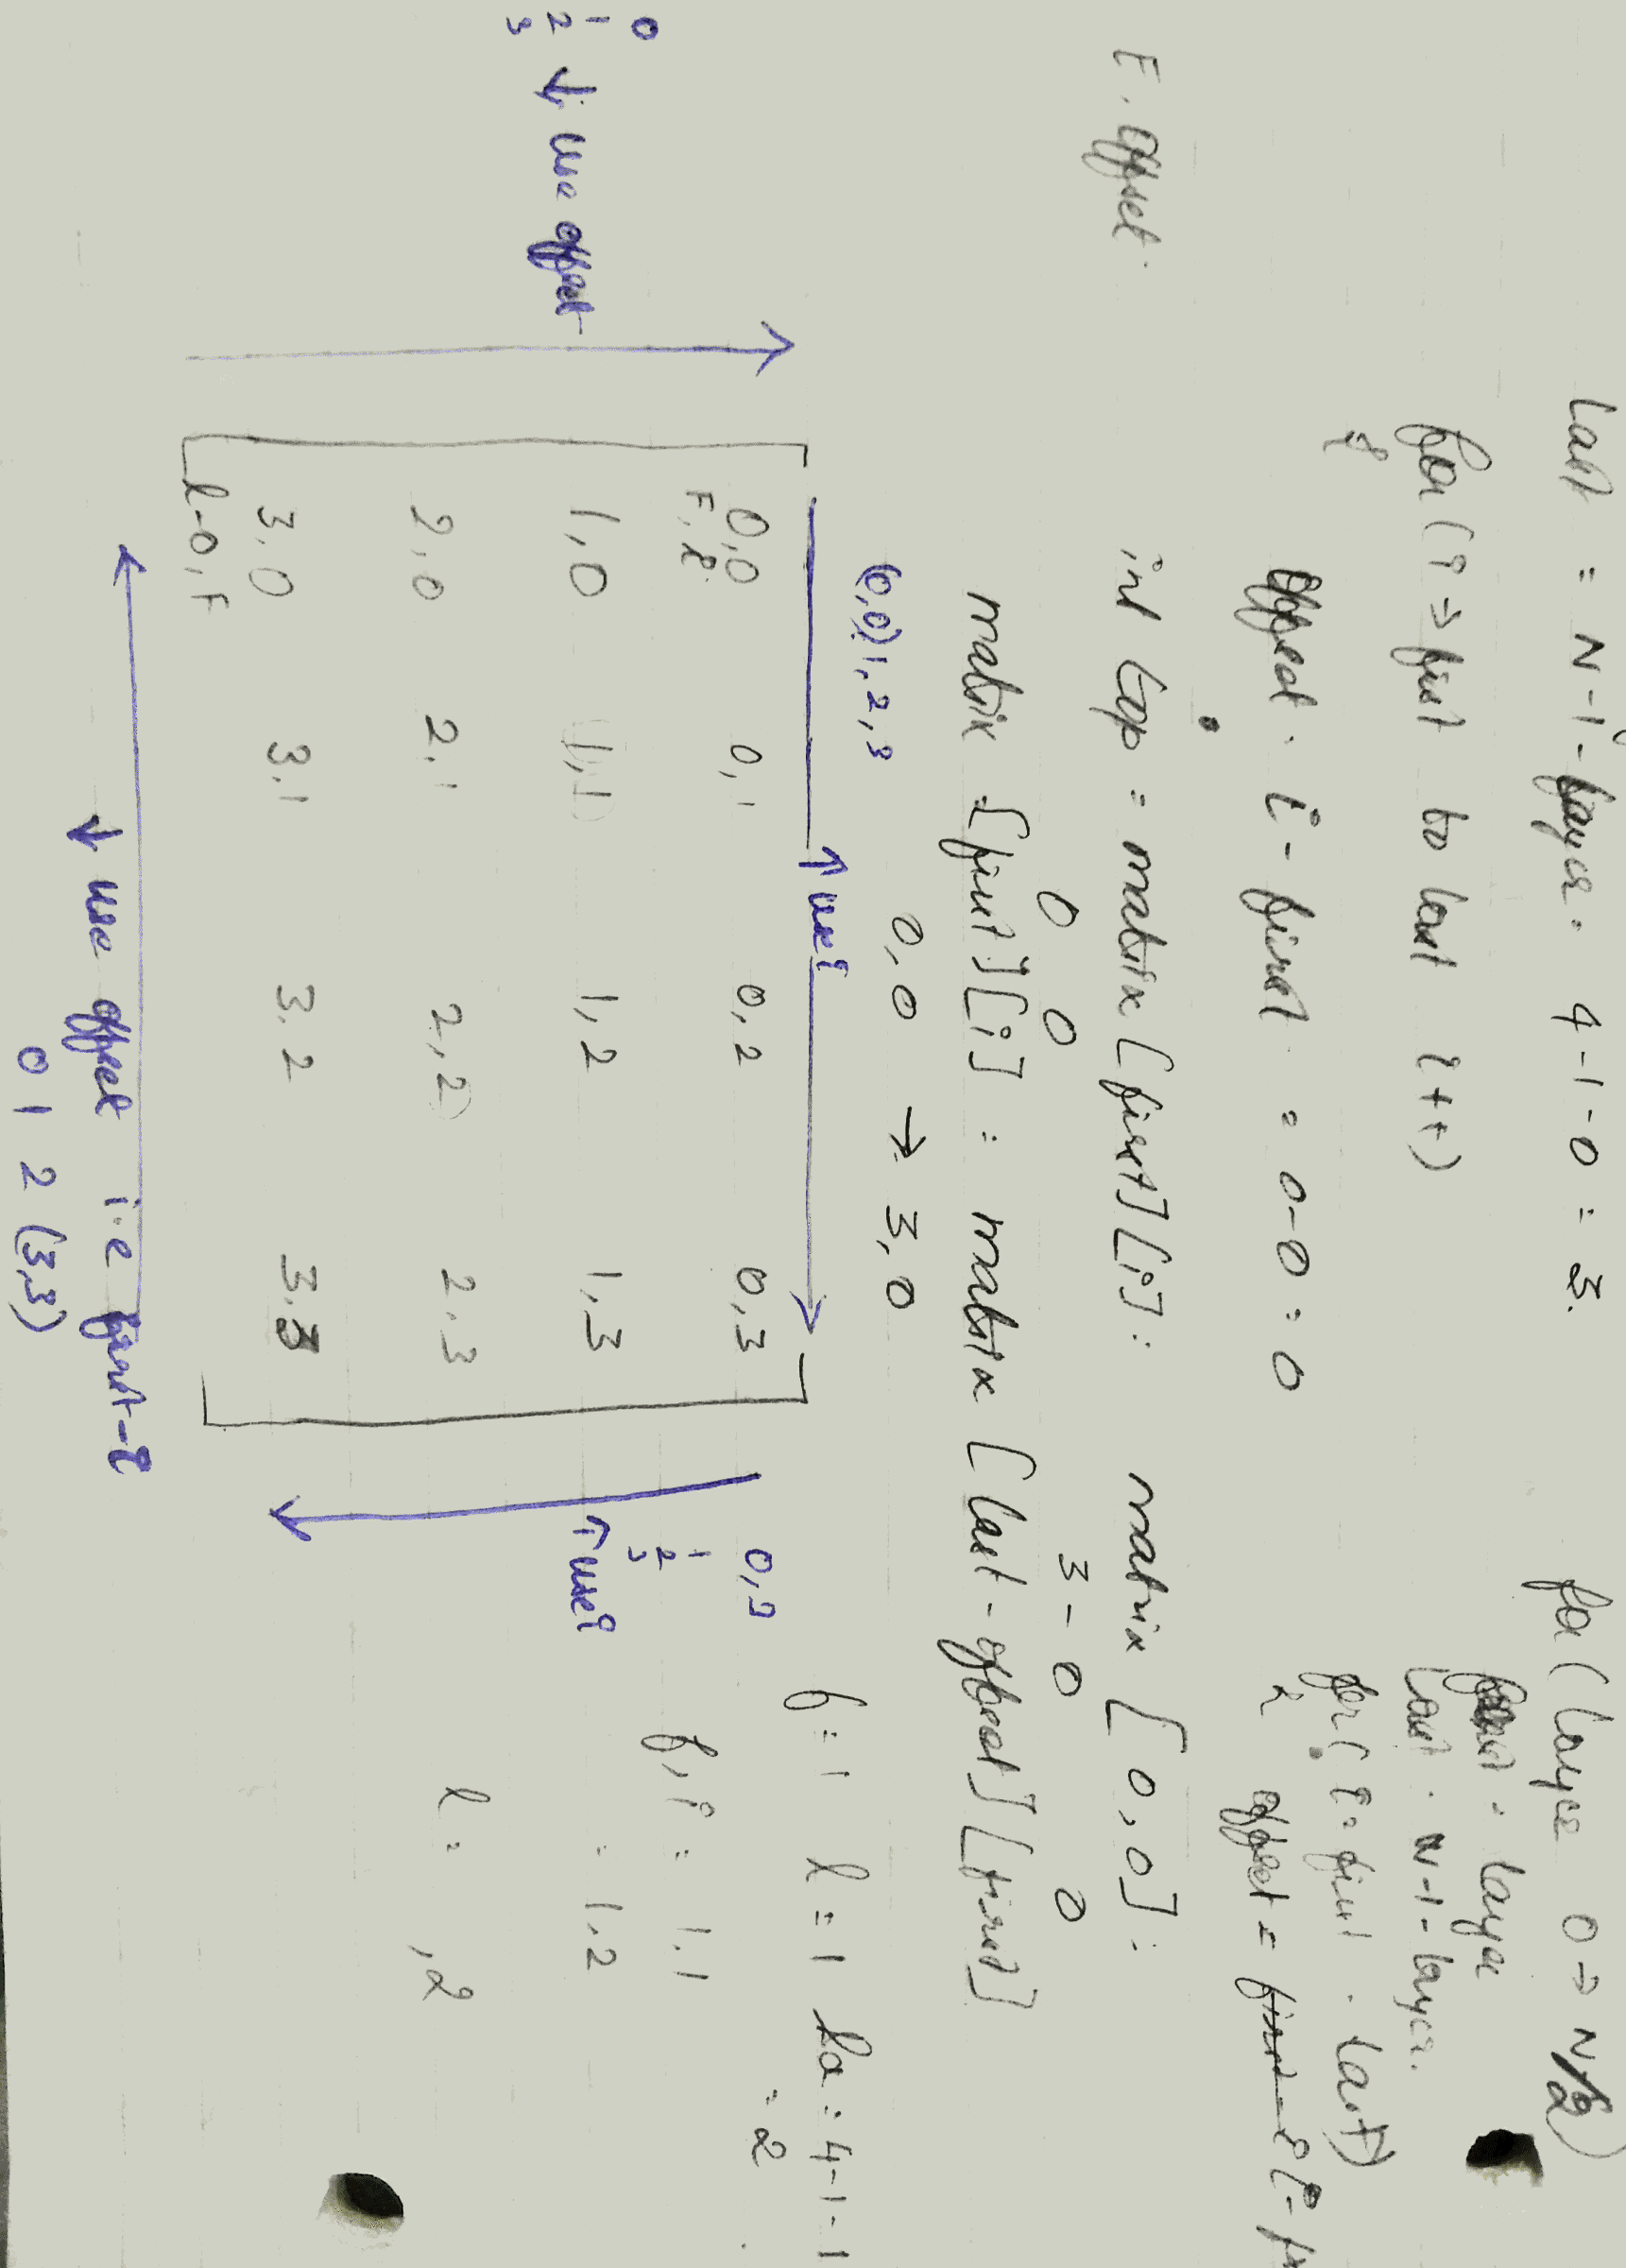 last = N-1-layer. 4-1-0 = 3.
for (i → first to last i++)
{
offset. i - first = 0-0 = 0
int top = matrix [first][i]: matrix [0,0]:
F. offset.
0 0 3-0 0
matrix [first][i] = matrix [last-offset][first]
0,0 → 3,0
for (layer 0 → N/2)
first = layer
last = N-1-layer.
for (i = first - last)
{ offset =
(0,0) 1, 2, 3
↑ use i
0,0 0,1 0,2 0,3
F, i
1,0 1,1 1,2 1,3
2,0 2,1 2,2 2,3
3,0 3.1 3.2 3.3
l-0, F
0
1
2 → use offset
3
0,3
1
2
3
↑ use i
f = 1 l = 1 la = 4-1-1
= 2
f, i = 1.1
= 1,2
l = ,2
→ use offset i.e first-i
0 1 2 (3,3)